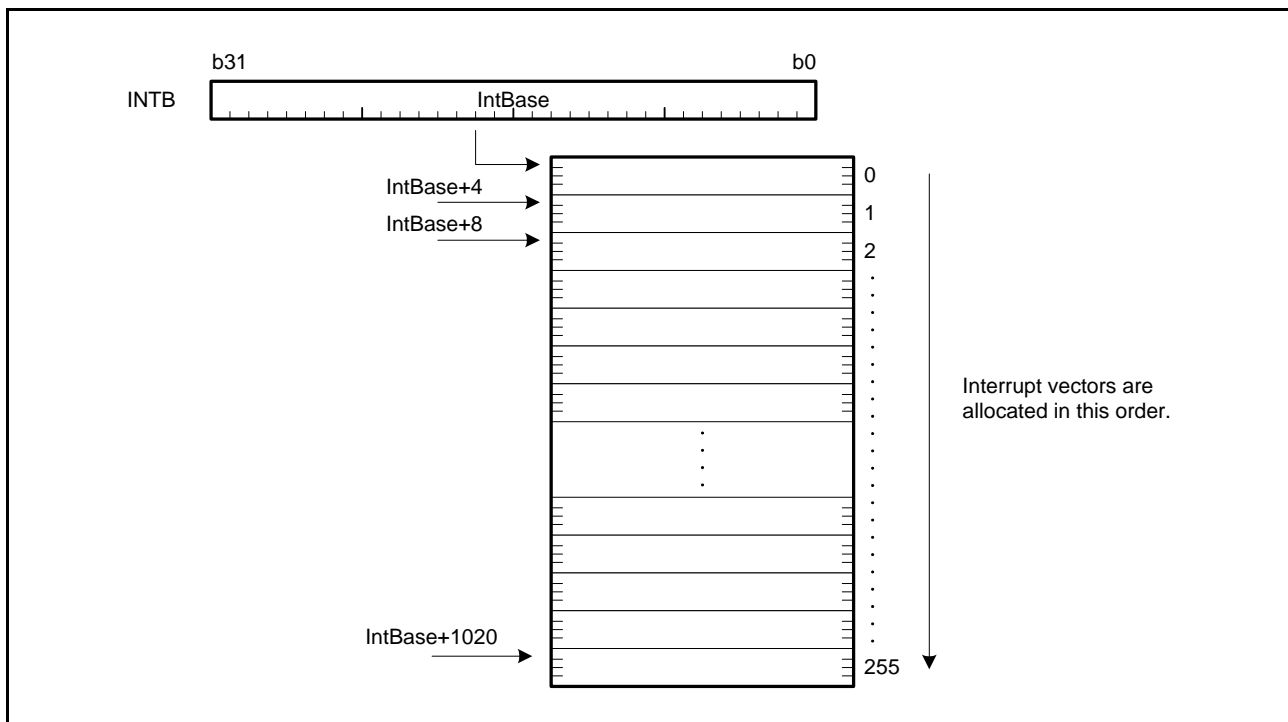 b31 b0
INTB IntBase
0
IntBase+4
1
IntBase+8
2
Interrupt vectors are
allocated in this order.
IntBase+1020
255